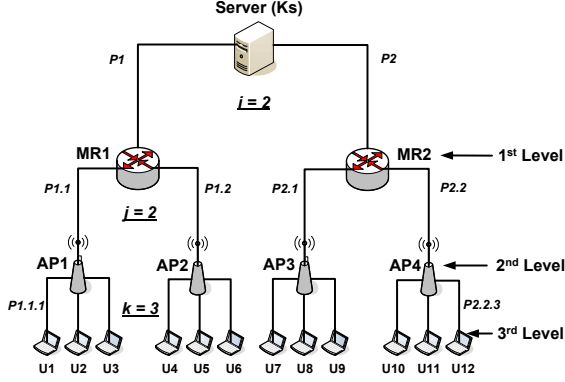 Server (Ks)
P1
P2
j = 2
MR1
MR2
1st Level
P1.1
P1.2
P2.1
P2.2
j = 2
AP1
AP2
AP3
AP4
2nd Level
P1.1.1
k = 3
P2.2.3
3rd Level
U1 U2 U3 U4 U5 U6 U7 U8 U9 U10 U11 U12